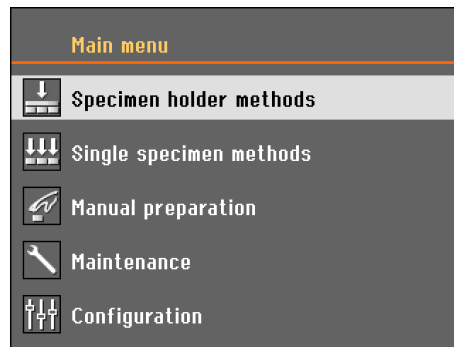 Main menu
Specimen holder methods
Single specimen methods
Manual preparation
Maintenance
Configuration